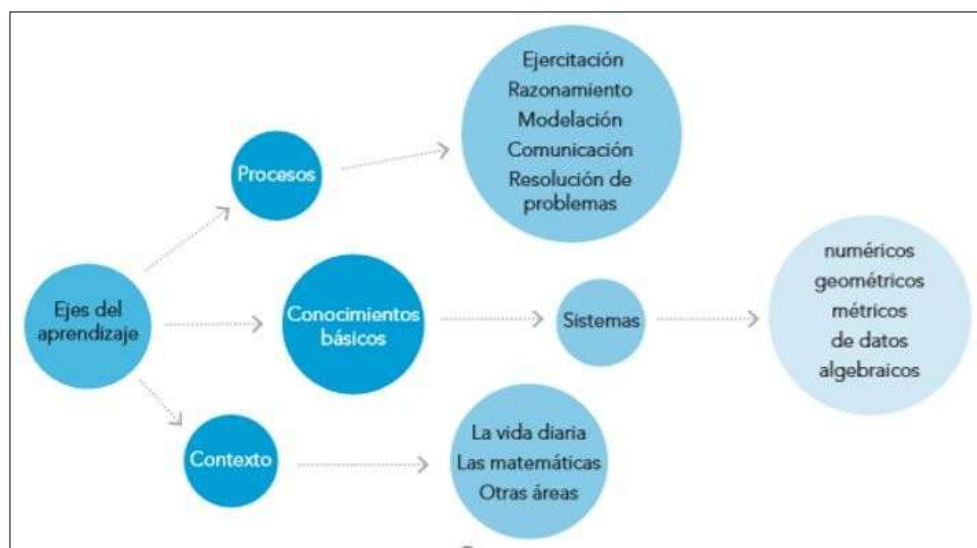 Ejercitación
Razonamiento
Modelación
Comunicación
Resolución de
problemas
Procesos
numéricos
geométricos
métricos
de datos
algebraicos
Ejes del
aprendizaje
Conocimientos
básicos
Sistemas
La vida diaria
Las matemáticas
Otras áreas
Contexto